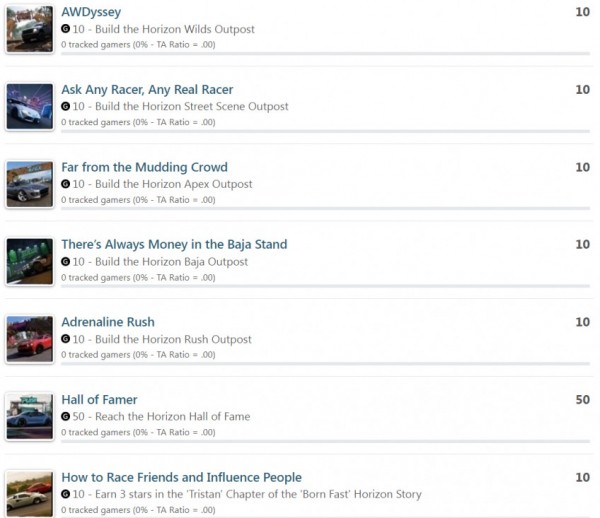 AWDyssey 10
G 10 - Build the Horizon Wilds Outpost
0 tracked gamers (0% - TA Ratio = .00)
Ask Any Racer, Any Real Racer 10
G 10 - Build the Horizon Street Scene Outpost
0 tracked gamers (0% - TA Ratio = .00)
Far from the Mudding Crowd 10
G 10 - Build the Horizon Apex Outpost
0 tracked gamers (0% - TA Ratio = .00)
There's Always Money in the Baja Stand 10
G 10 - Build the Horizon Baja Outpost
0 tracked gamers (0% - TA Ratio = .00)
Adrenaline Rush 10
G 10 - Build the Horizon Rush Outpost
0 tracked gamers (0% - TA Ratio = .00)
Hall of Famer 50
G 50 - Reach the Horizon Hall of Fame
0 tracked gamers (0% - TA Ratio = .00)
How to Race Friends and Influence People 10
G 10 - Earn 3 stars in the 'Tristan' Chapter of the 'Born Fast' Horizon Story
0 tracked gamers (0% - TA Ratio = .00)